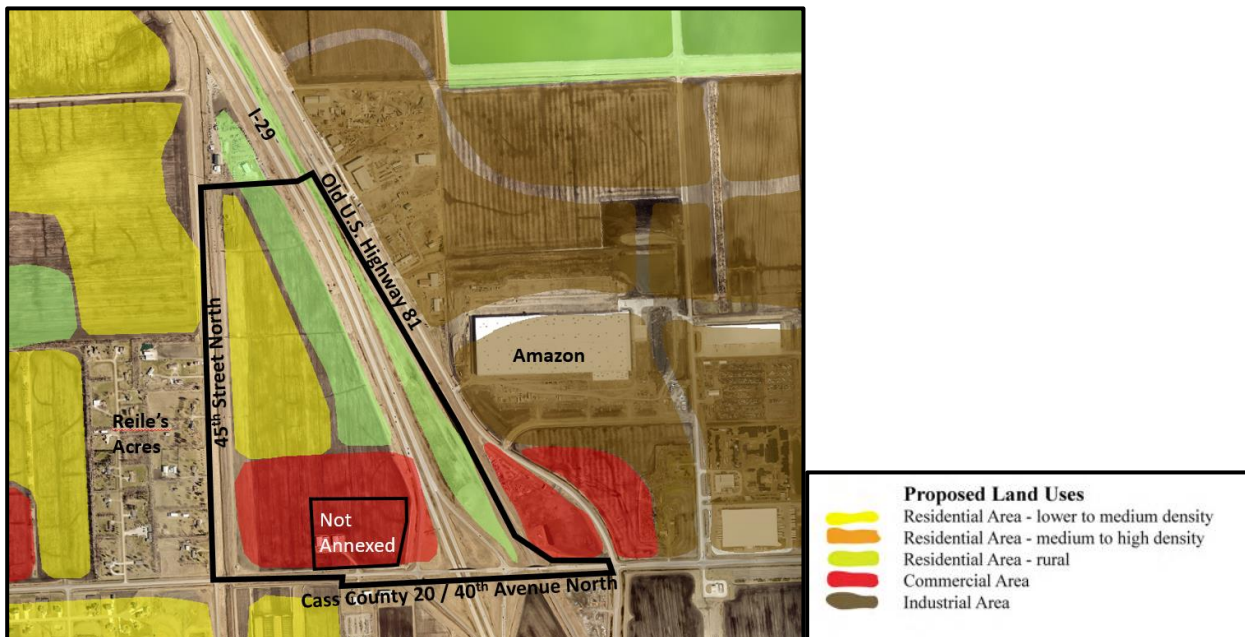 I-29
Old U.S. Highway 81
45th Street North
Amazon
Reile's
Acres
Not
Annexed
Cass County 20 / 40th Avenue North
Proposed Land Uses
Residential Area - lower to medium density
Residential Area - medium to high density
Residential Area - rural
Commercial Area
Industrial Area